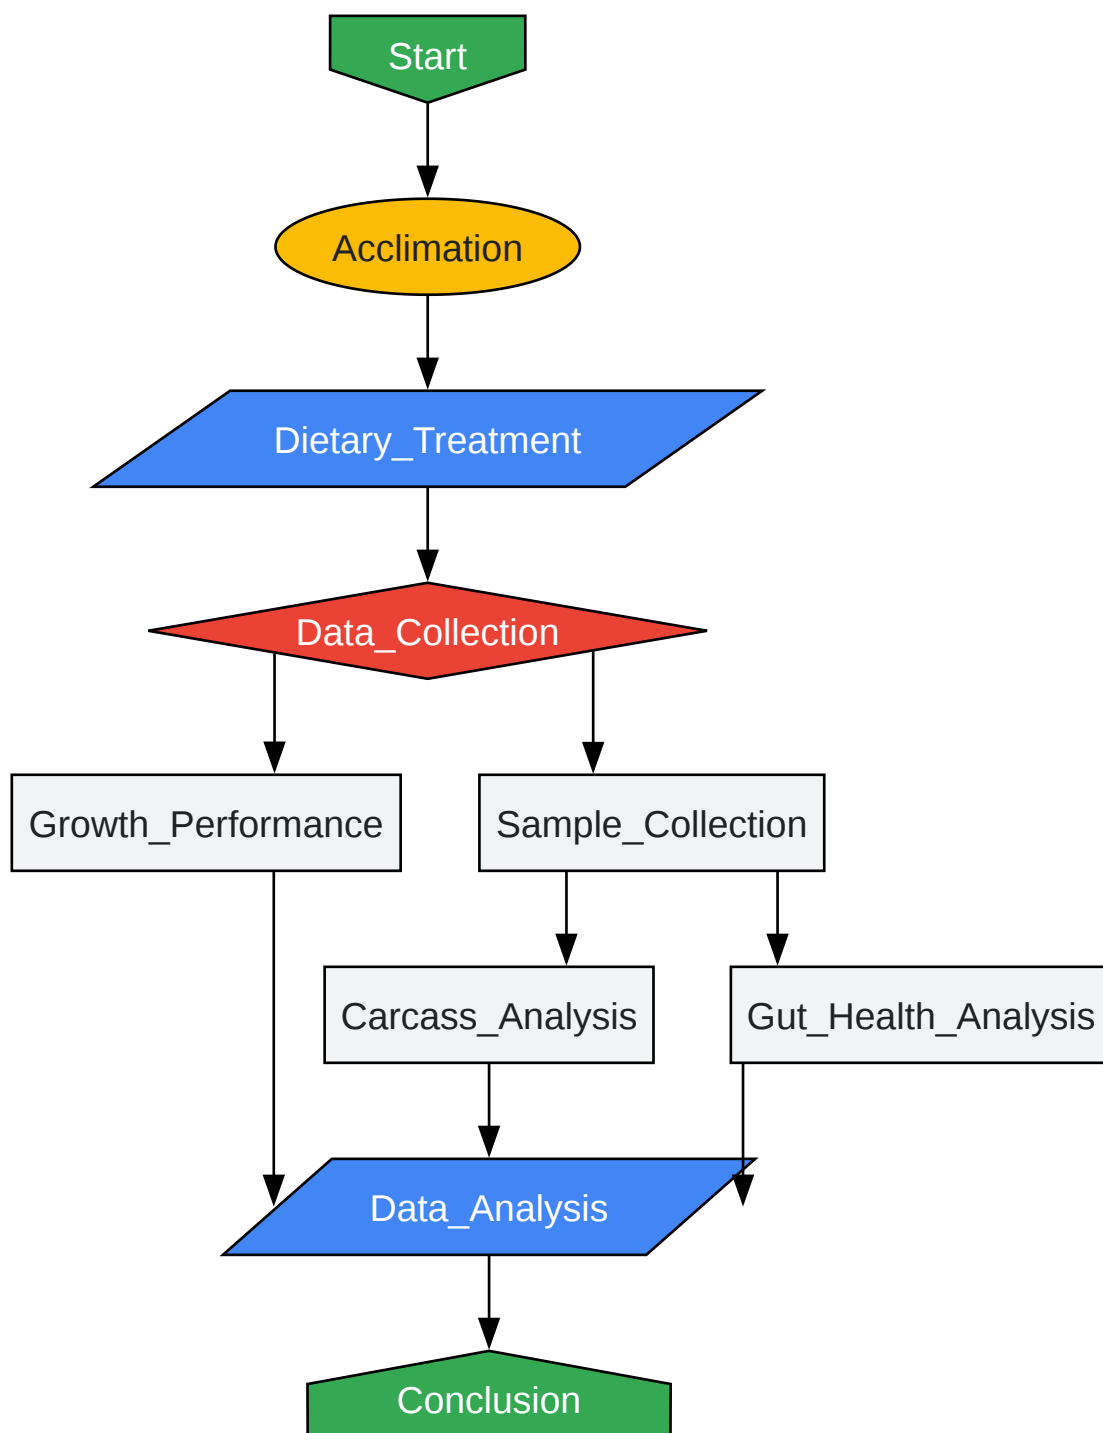 Start
Acclimation
Dietary_Treatment
Data_Collection
Growth_Performance
Sample_Collection
Carcass_Analysis
Gut_Health_Analysis
Data_Analysis
Conclusion